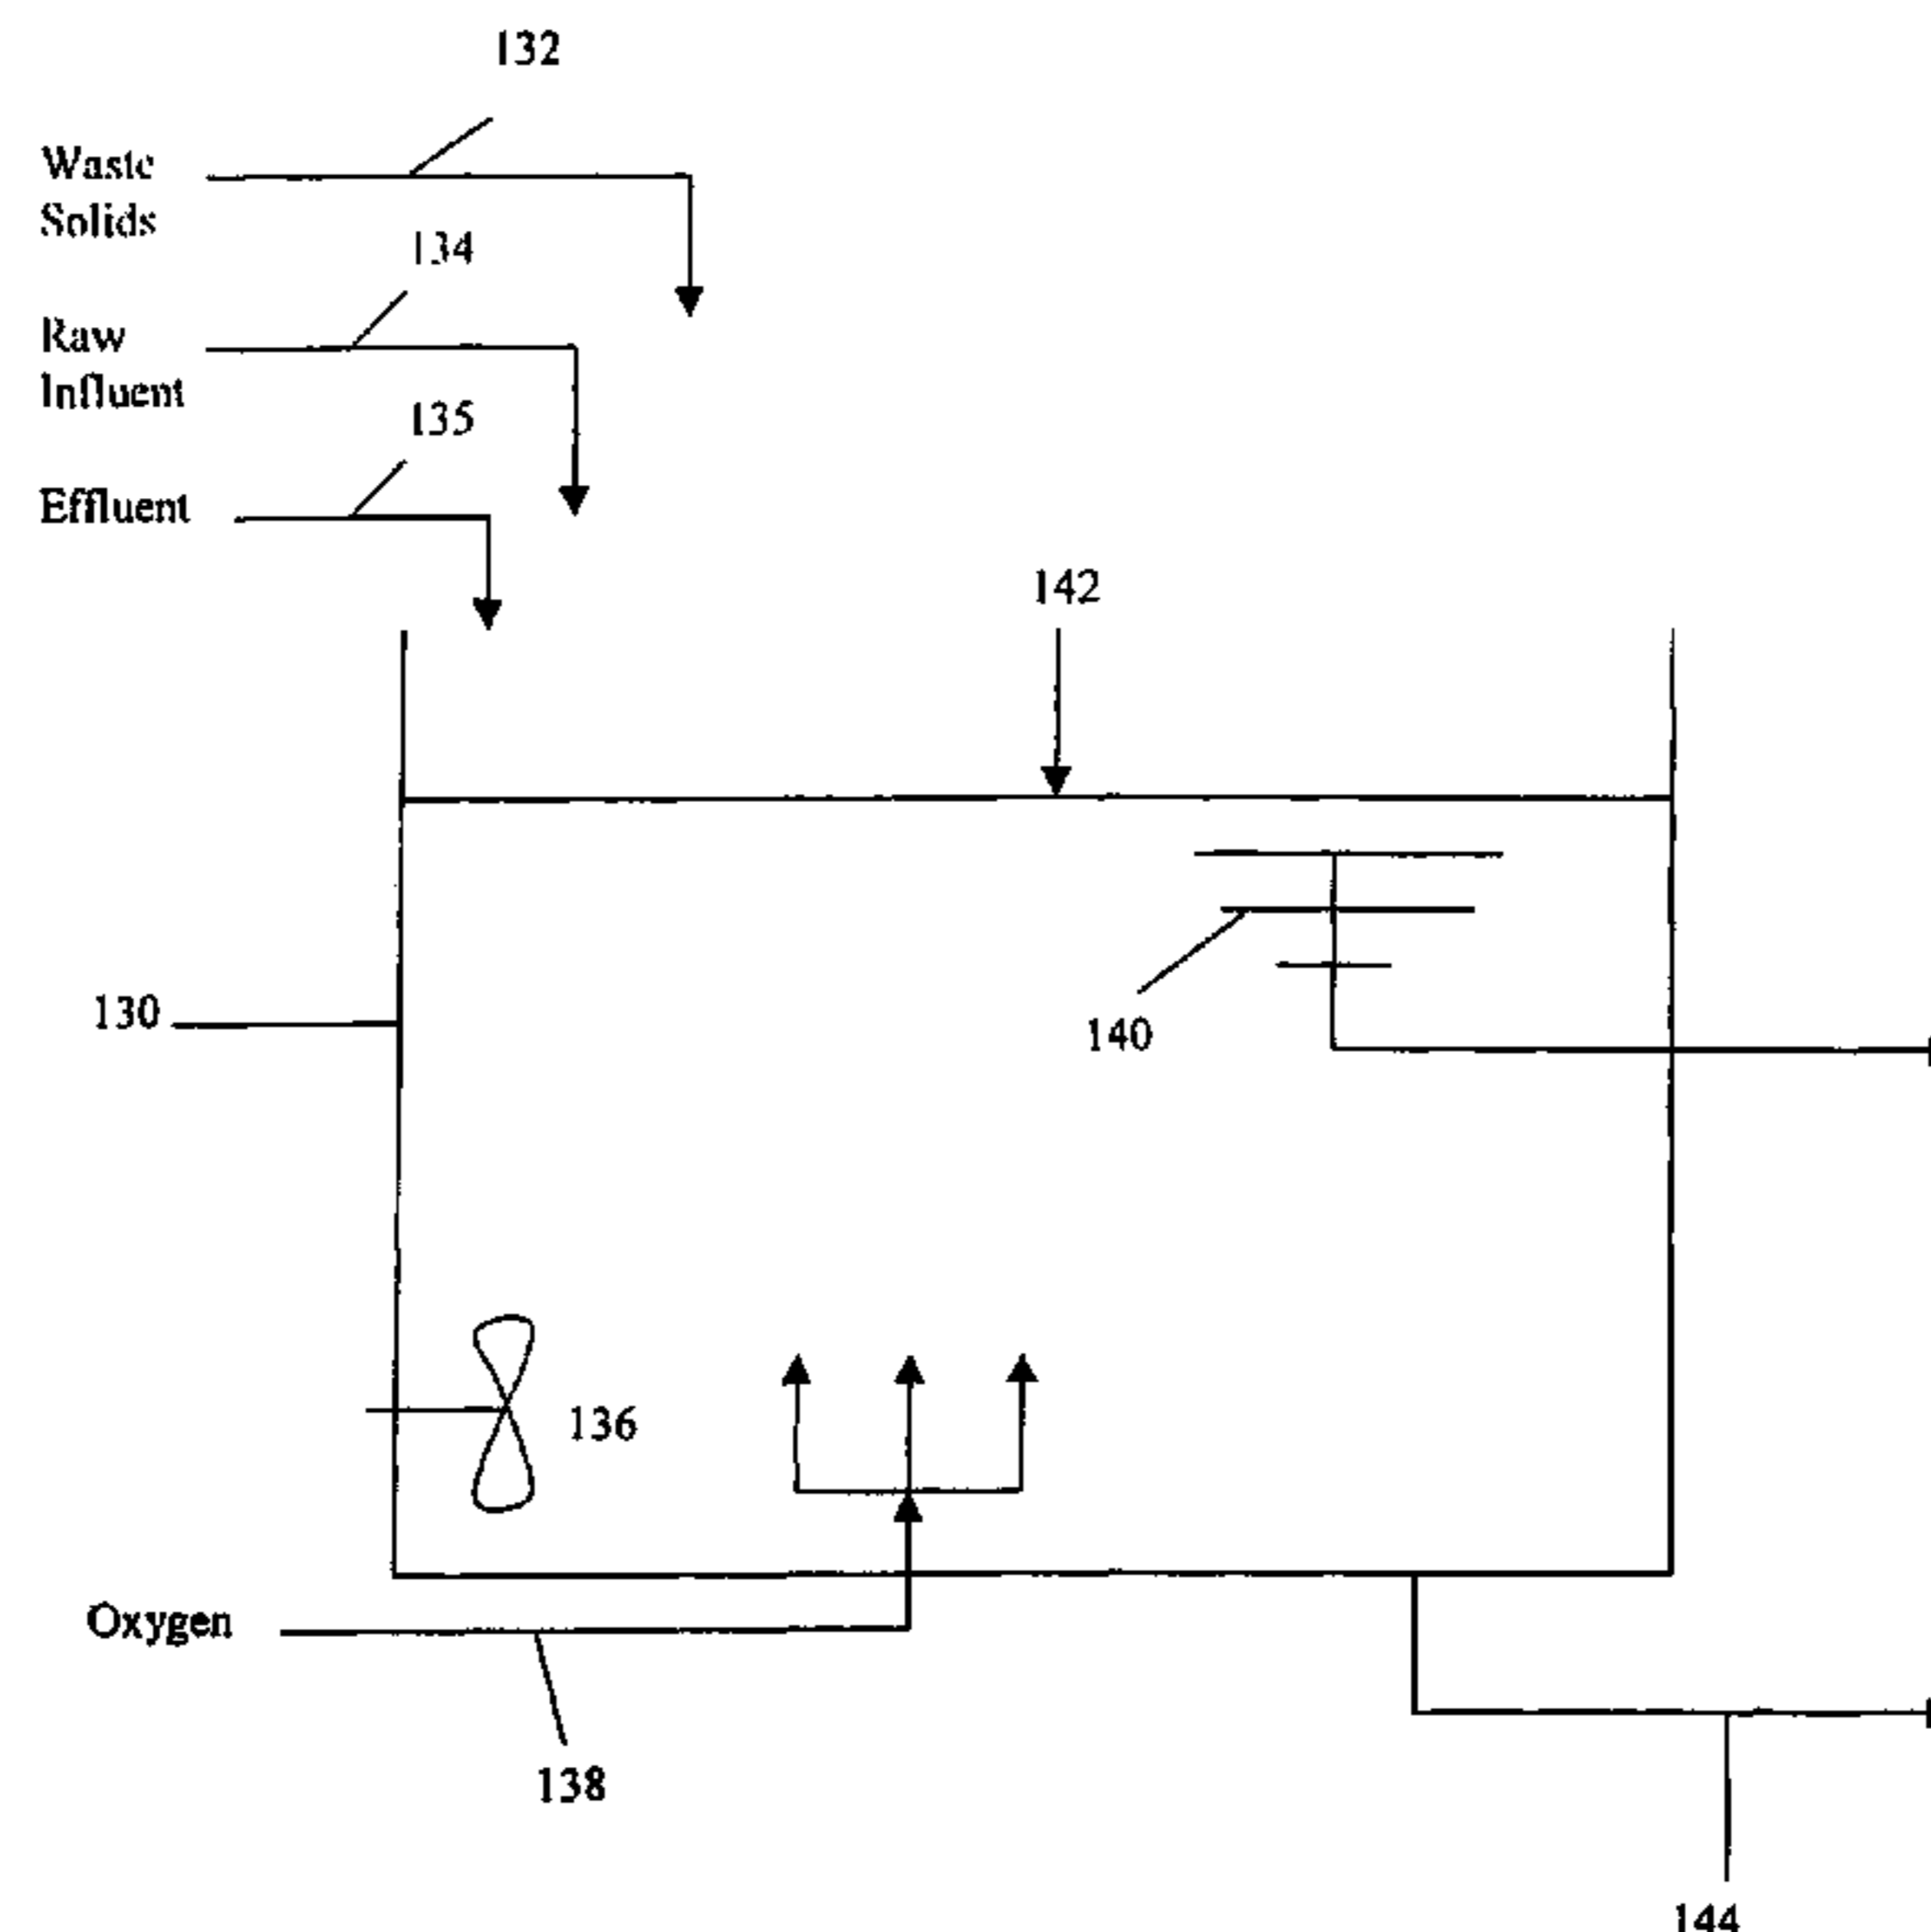 132
Waste
Solids
134
Raw
Influent
135
Effluent
142
130
140
136
Oxygen
138
144